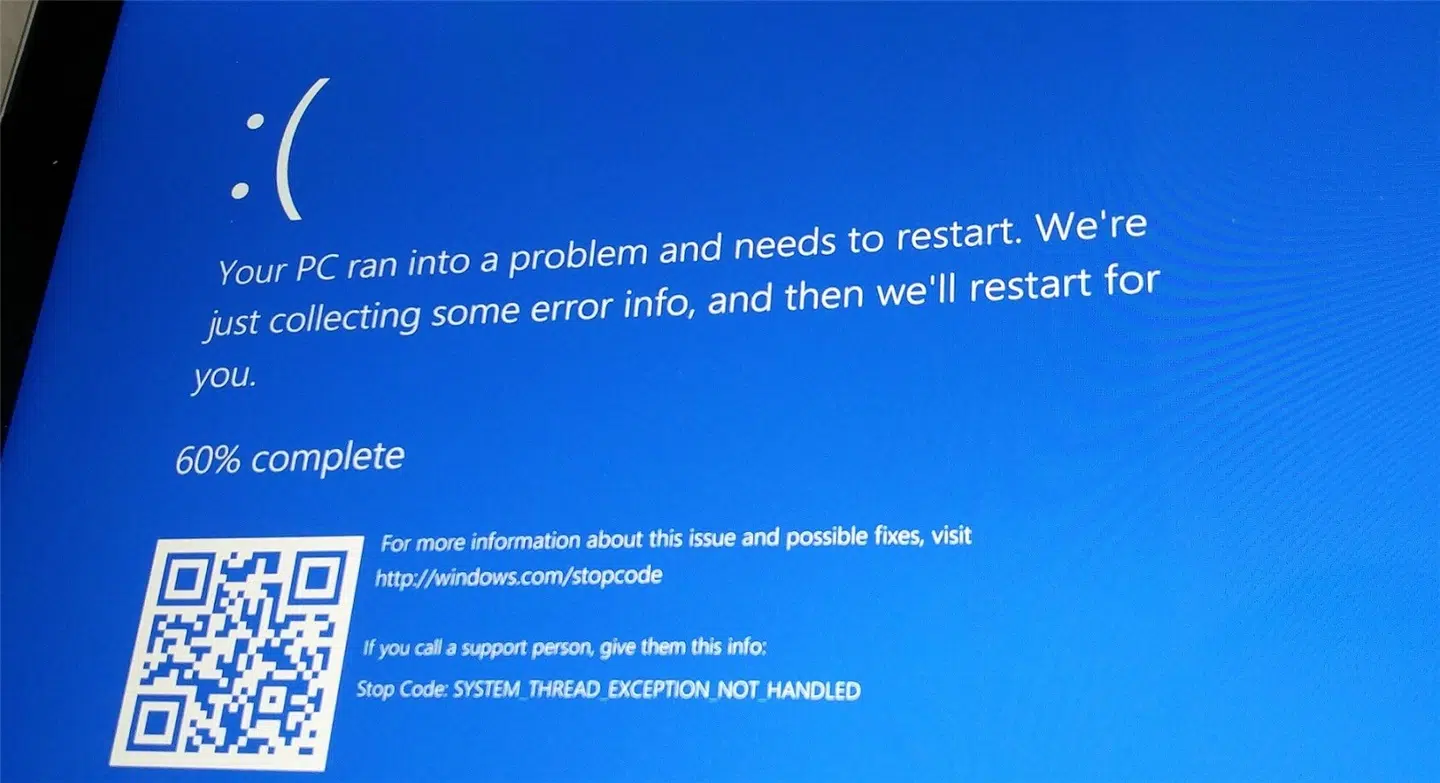 :(
Your PC ran into a problem and needs to restart. We're
just collecting some error info, and then we'll restart for
you.
60% complete
For more information about this issue and possible fixes, visit
http://windows.com/stopcode
If you call a support person, give them this info:
Stop Code: SYSTEM_THREAD_EXCEPTION_NOT_HANDLED